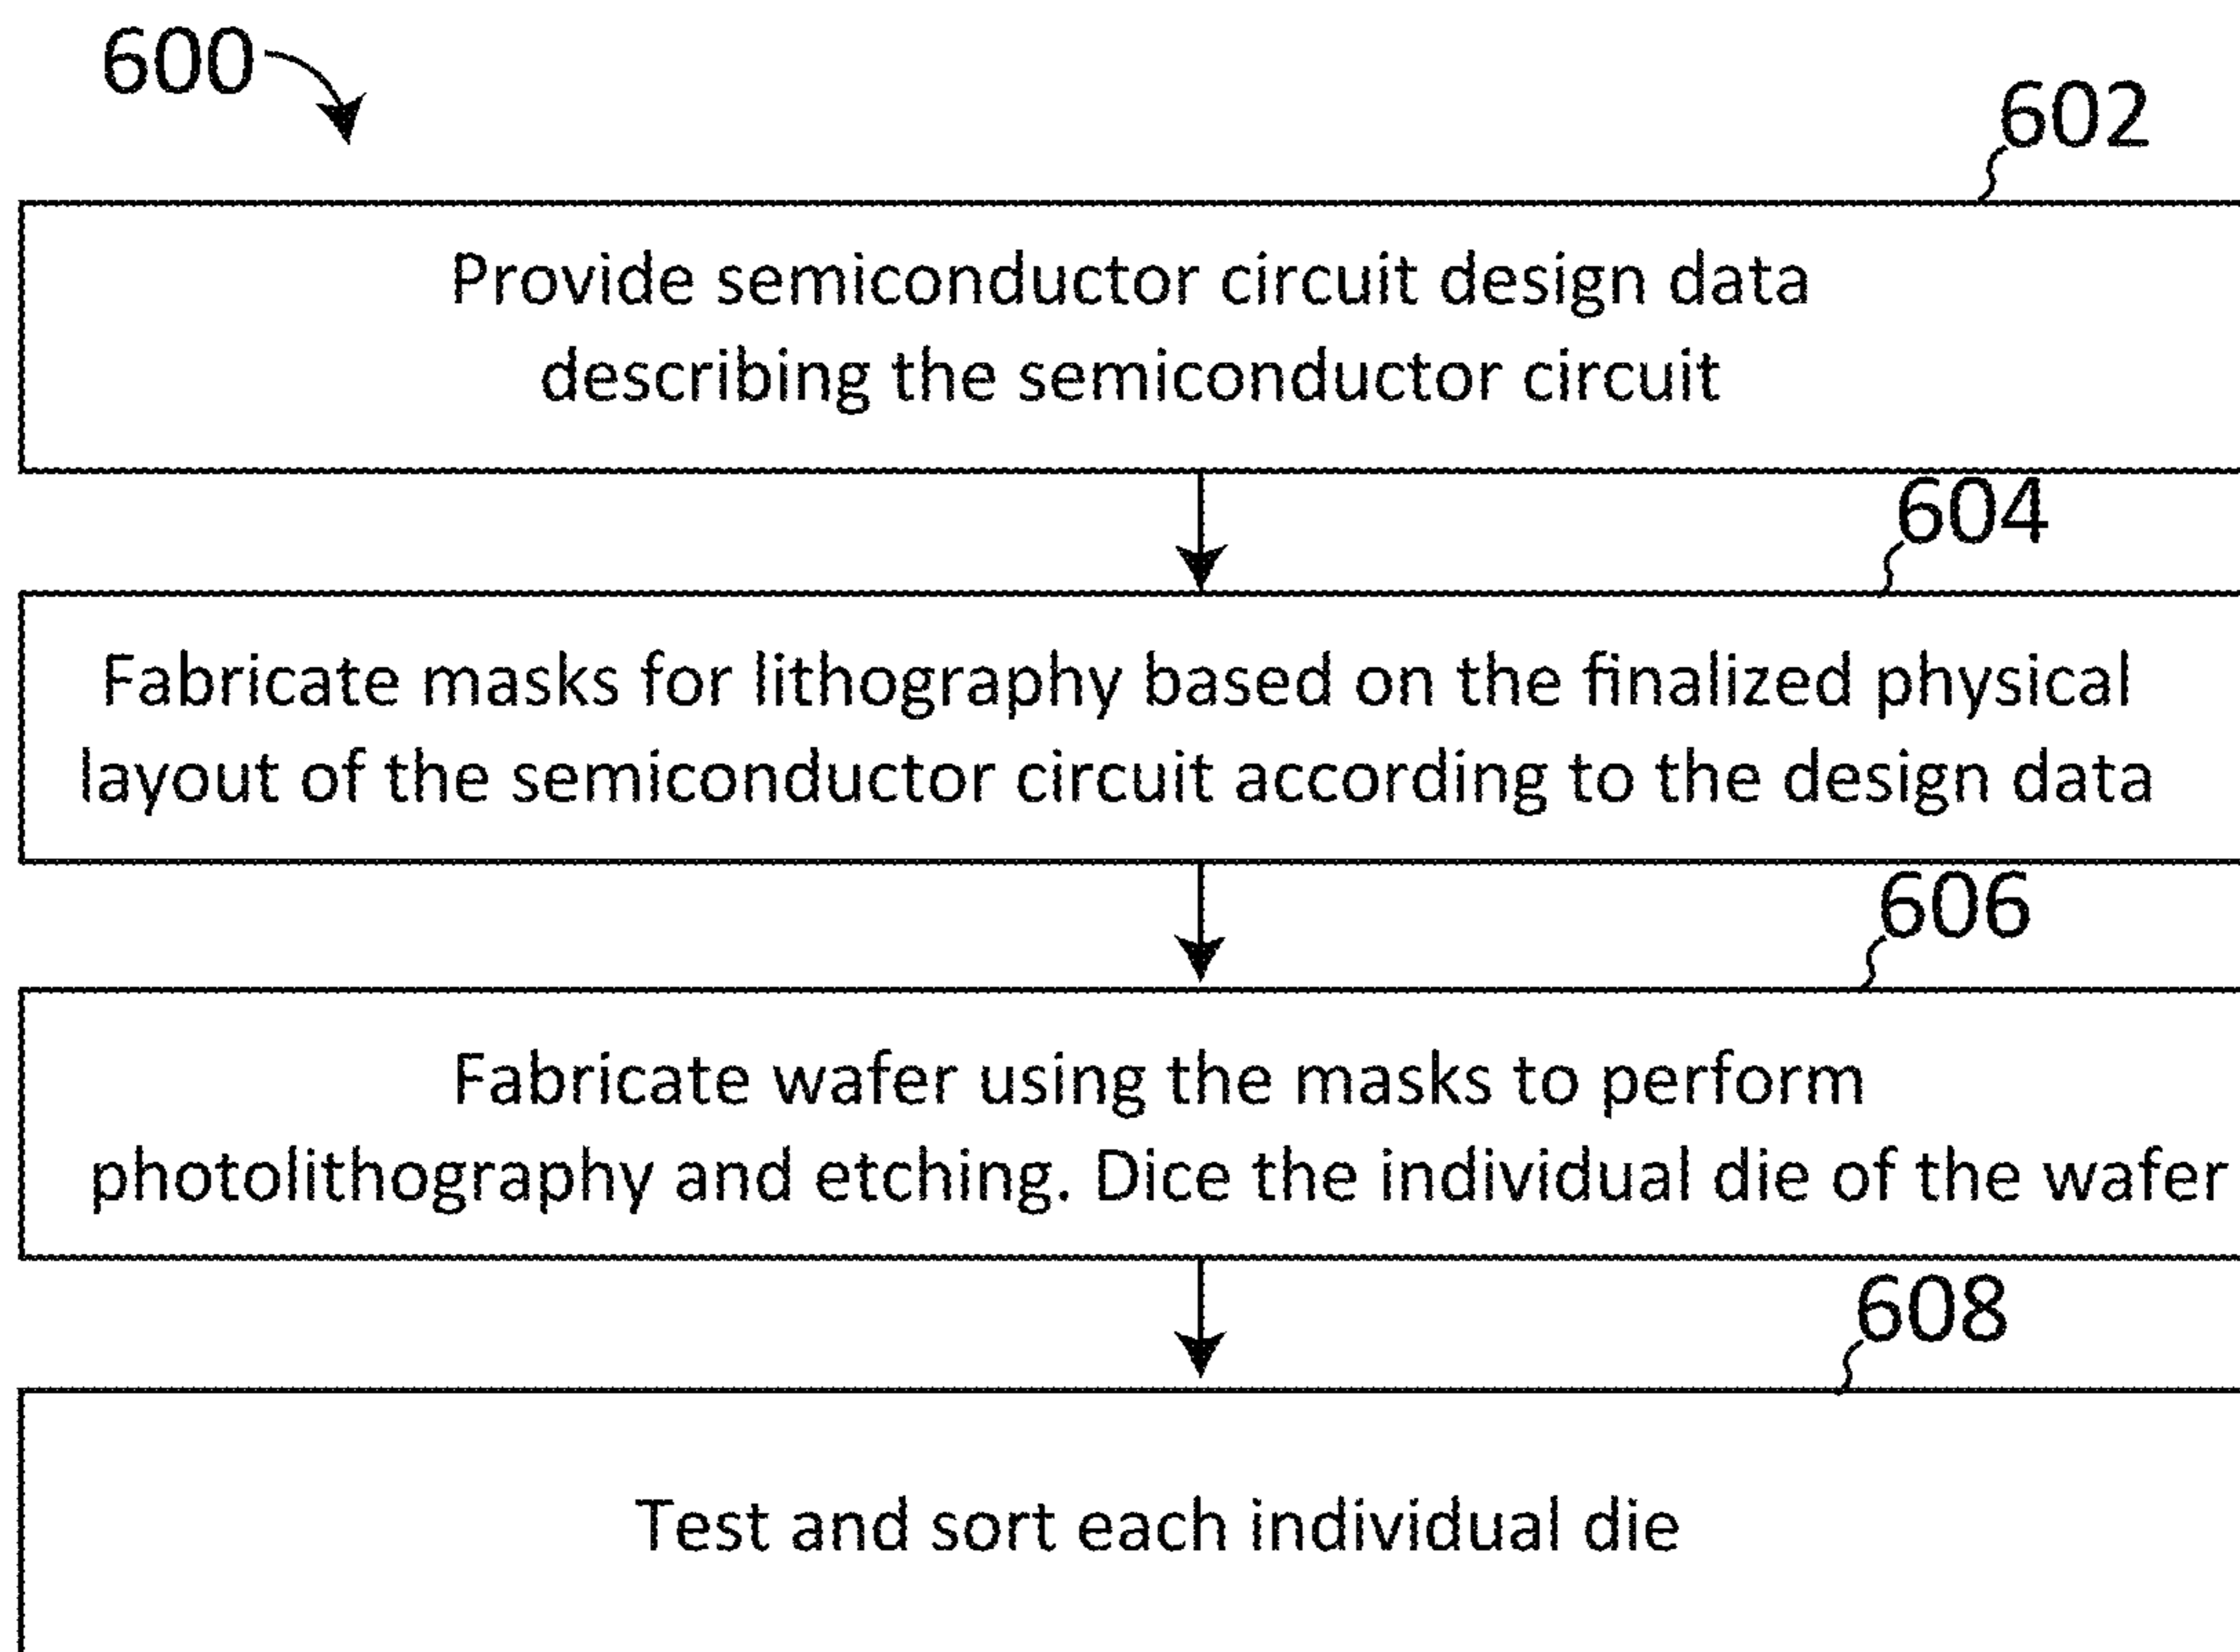 600
602
Provide semiconductor circuit design data
describing the semiconductor circuit
604
Fabricate masks for lithography based on the finalized physical
layout of the semiconductor circuit according to the design data
606
Fabricate wafer using the masks to perform
photolithography and etching. Dice the individual die of the wafer
608
Test and sort each individual die